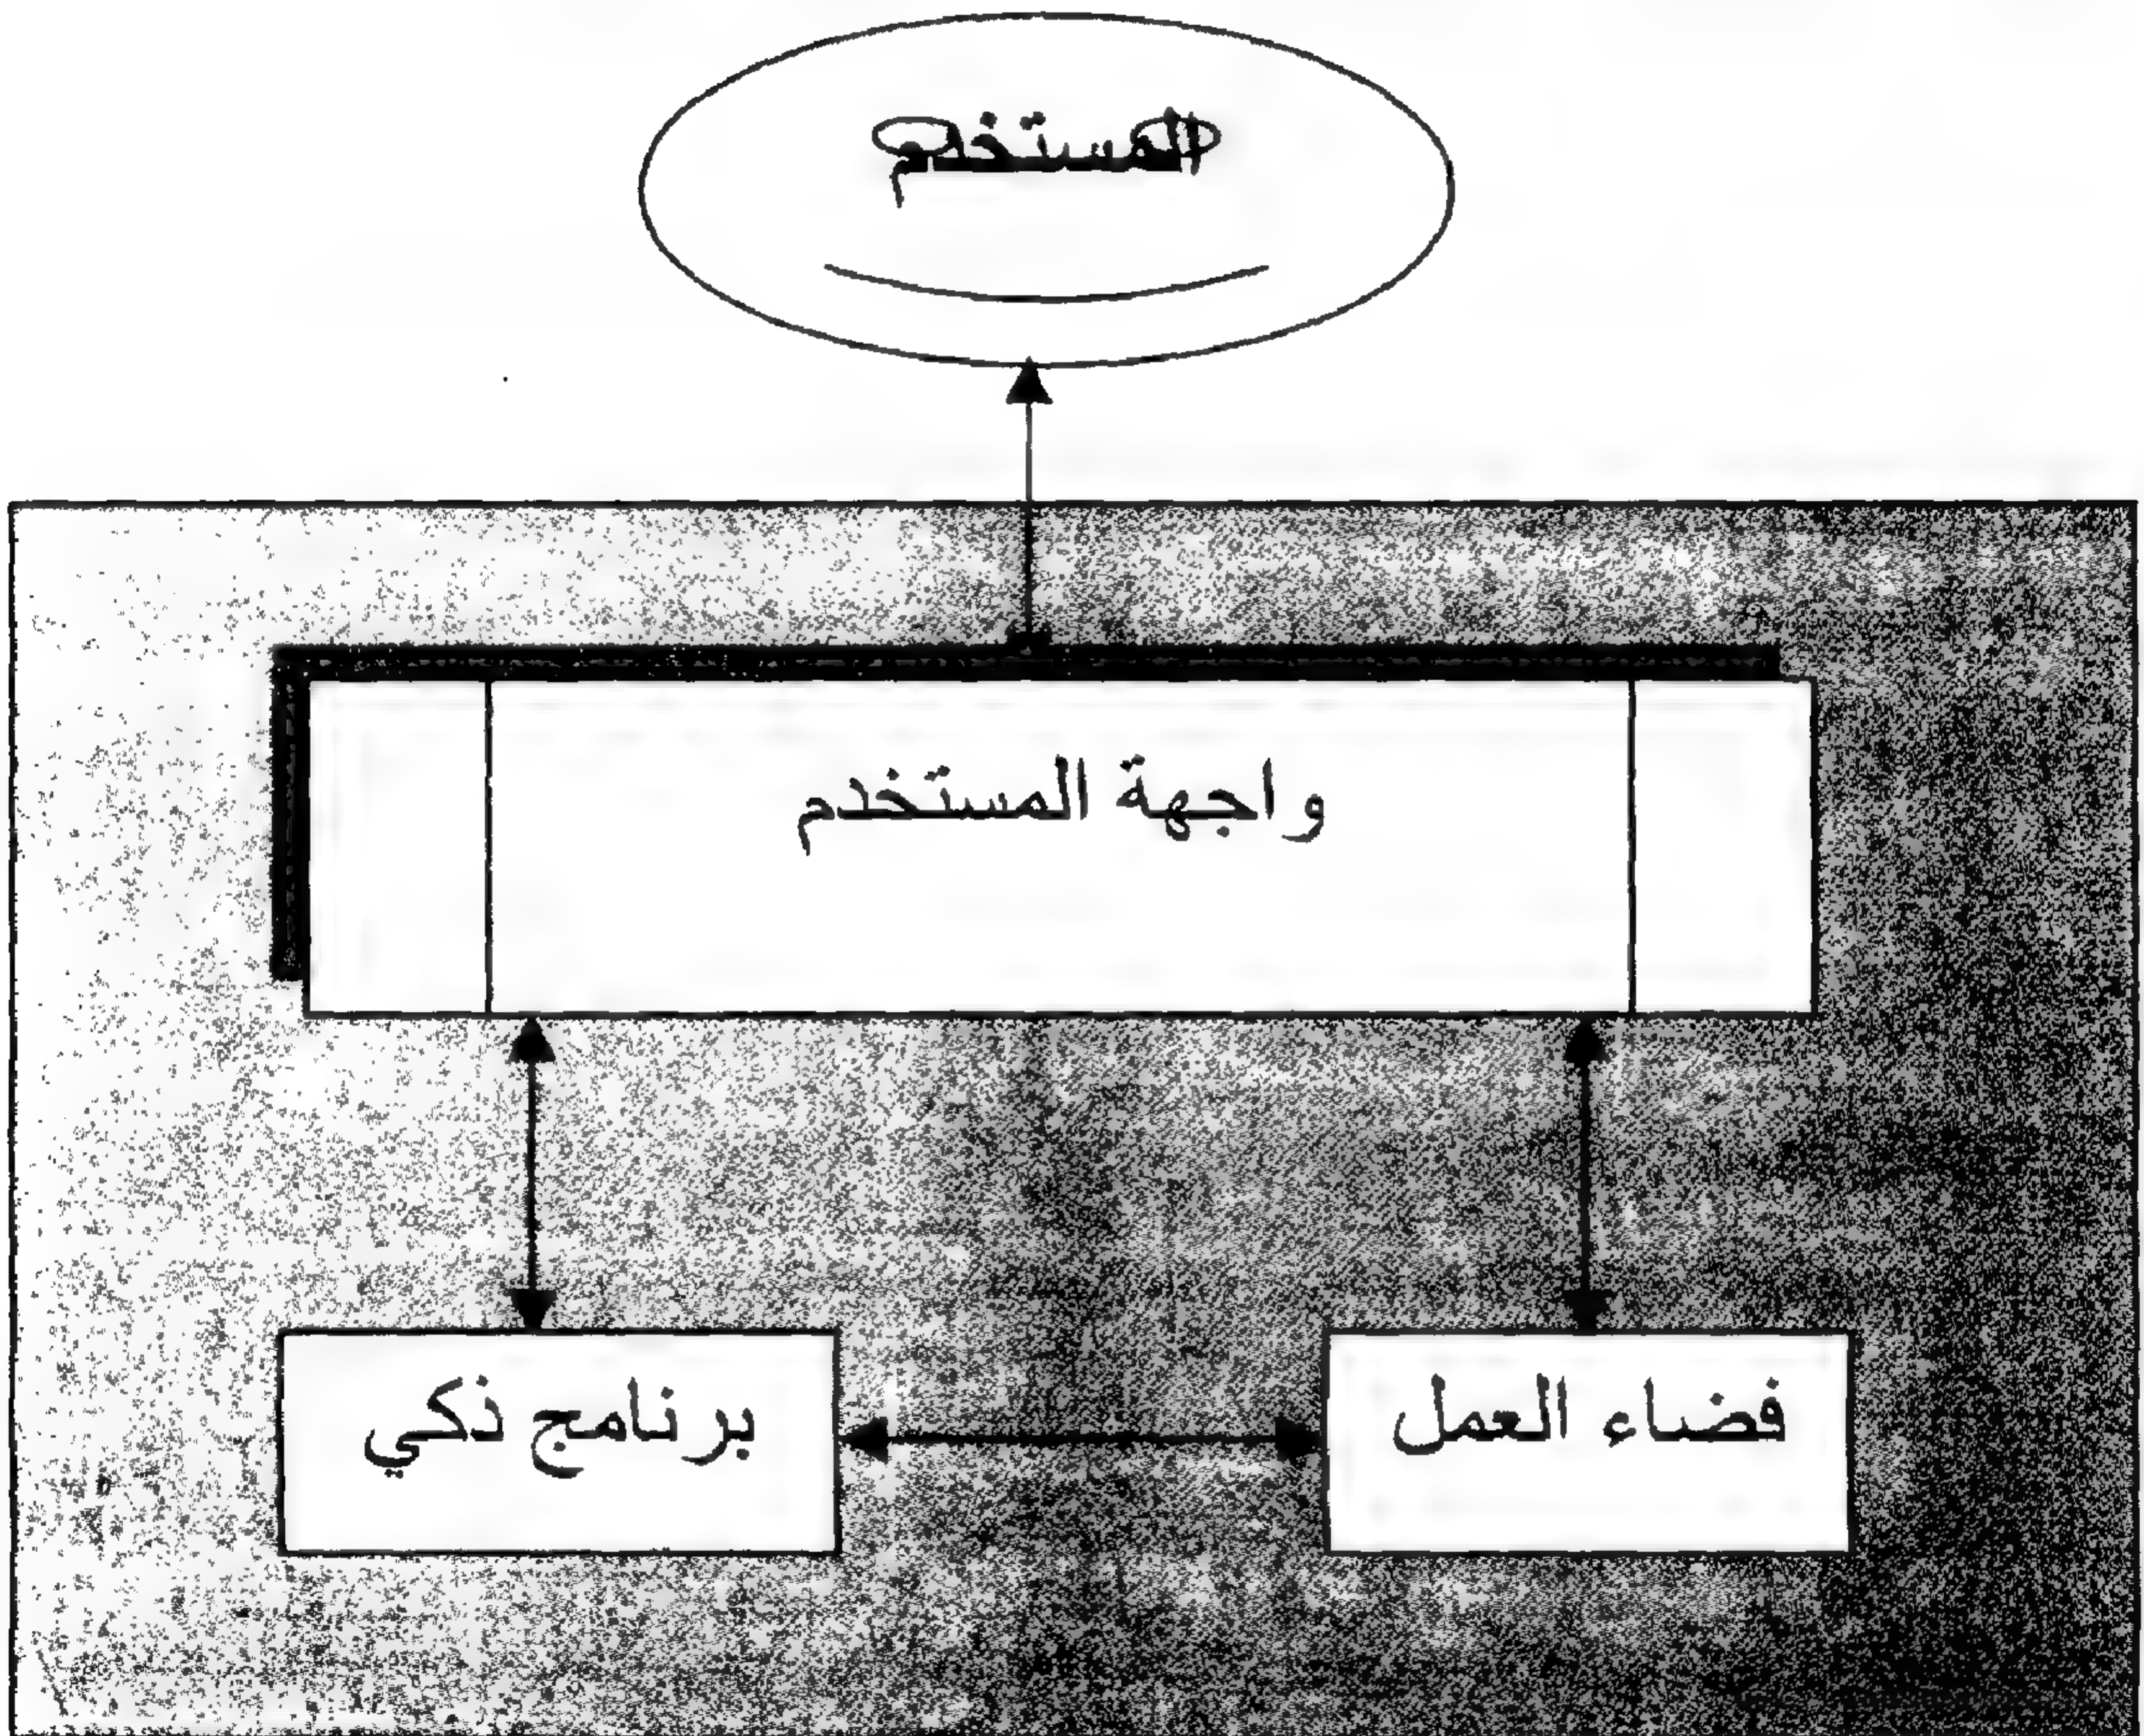 المستخدم
واجهة المستخدم
فضاء العمل
برنامج ذكي